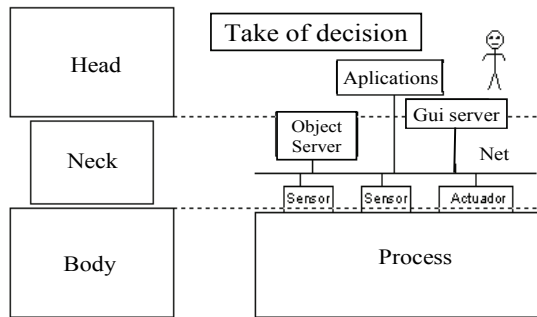 Take of decision
Head
Aplications
Gui server
Object
Server
Neck
Net
Sensor
Sensor
Actuador
Body
Process